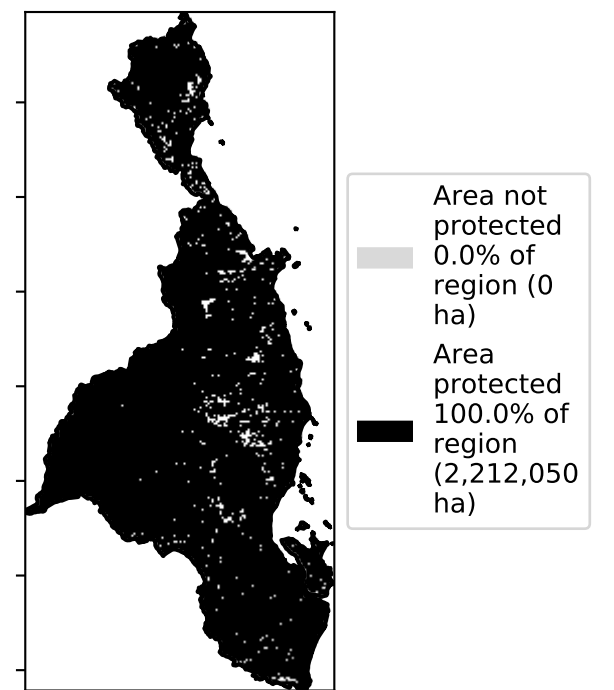 Area not
protected
0.0% of
region (0
ha)
Area
protected
100.0% of
region
(2,212,050
ha)